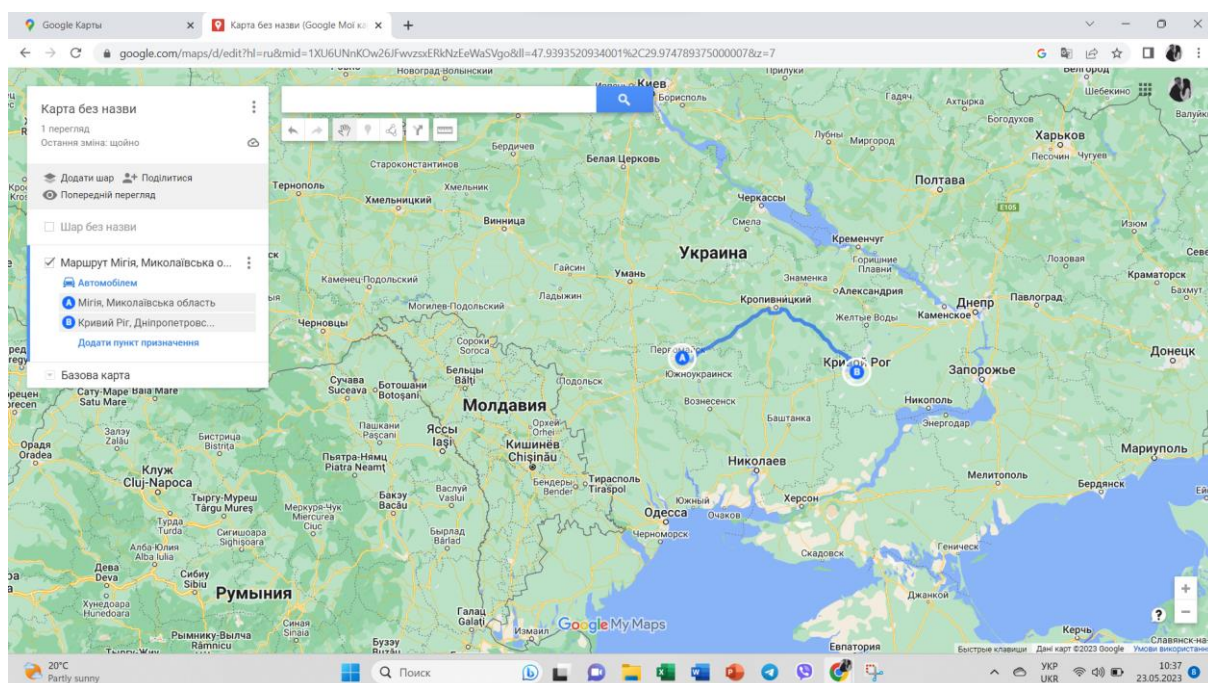 Google Карты
Карта без назви (Google Мої ка
google.com/maps/d/edit?hl=ru&mid=1XU6UNnKOw26JFwvzsxERkNzEeWaSVgo&ll=47.9393520934001%2C29.974789375000007&z=7
Карта без назви
1 перегляд
Остання зміна: щойно
Додати шар
Поділитися
Попередній перегляд
Шар без назви
Маршрут Мігія, Миколаївська о...
Автомобілем
A Мігія, Миколаївська область
B Кривий Ріг, Дніпропетровс...
Додати пункт призначення
Базова карта
Новоград-Волынский
Киев
Борисполь
Прилуки
Белгород
Шебекино
Гадяч
Ахтырка
Богодухов
Валуйки
Харьков
Песочин
Чугуев
Лубны
Миргород
Бердичев
Белая Церковь
Староконстантинов
Полтава
Тернополь
Хмельник
Хмельницкий
Черкассы
E105
Винница
Смела
Изюм
Кременчуг
Украина
Горишние
Плавни
Лозовая
Гайсин
Умань
Знаменка
Краматорск
Каменец-Подольский
Ладыжин
Александрия
Бахмут
Кропивницкий
Днепр
Павлоград
Могилев-Подольский
Желтые Воды
Каменское
Черновцы
Сороки
Soroca
Первомайск
A
Кривой Рог
B
Донецк
Бельцы
Bălți
Южноукраинск
Запорожье
Сату-Маре
Satu Mare
Baia Mare
Сучава
Suceava
Ботошани
Botoșani
Подольск
Вознесенск
Никополь
Молдавия
Баштанка
Энергодар
Орхей
Orhei
Залэу
Zalău
Пашкани
Pașcani
Яссы
Iași
Кишинёв
Chișinău
Орадя
Oradea
Бистрица
Bistrița
Мариуполь
Клуж
Cluj-Napoca
Пьятра-Нямц
Piatra Neamț
Николаев
Мелитополь
Бендеры
Bender
Тирасполь
Tiraspol
Бердянск
Тыргу-Муреш
Târgu Mureș
Васлуй
Vaslui
Меркуря-Чук
Miercurea
Ciuc
Бакэу
Bacău
Южный
Херсон
Одесса
Очаков
Турда
Turda
Сигишоара
Sighișoara
Бырлад
Bârlad
Черноморск
Алба-Юлия
Alba Iulia
Скадовск
Геническ
Дева
Deva
Сибиу
Sibiu
Джанкой
Румыния
Хунедоара
Hunedoara
Галац
Galați
Синая
Sinaia
Измаил
Google My Maps
Рымнику-Вылча
Râmnicu
Бузэу
Buzău
Евпатория
Керчь
Быстрые клавиши
Дані карт ©2023 Google
Умови використання
20°C
Partly sunny
Поиск
УКР
UKR
10:37
23.05.2023